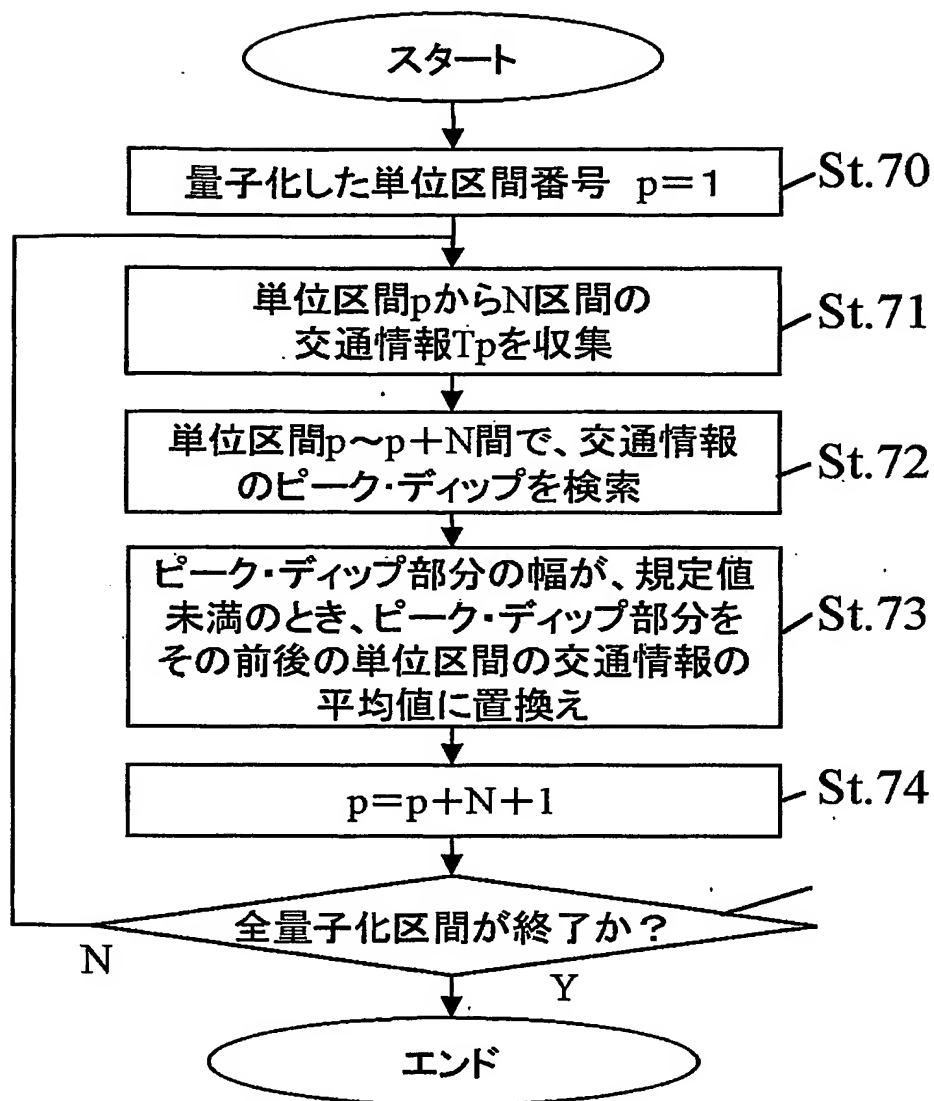 スタート
量子化した単位区間番号 p=1
St.70
単位区間pからN区間の
交通情報Tpを収集
St.71
単位区間p~p+N間で、交通情報
のピーク・ディップを検索
St.72
ピーク・ディップ部分の幅が、規定値
未満のとき、ピーク・ディップ部分を
その前後の単位区間の交通情報の
平均値に置換え
St.73
p=p+N+1
St.74
全量子化区間が終了か?
N
Y
エンド